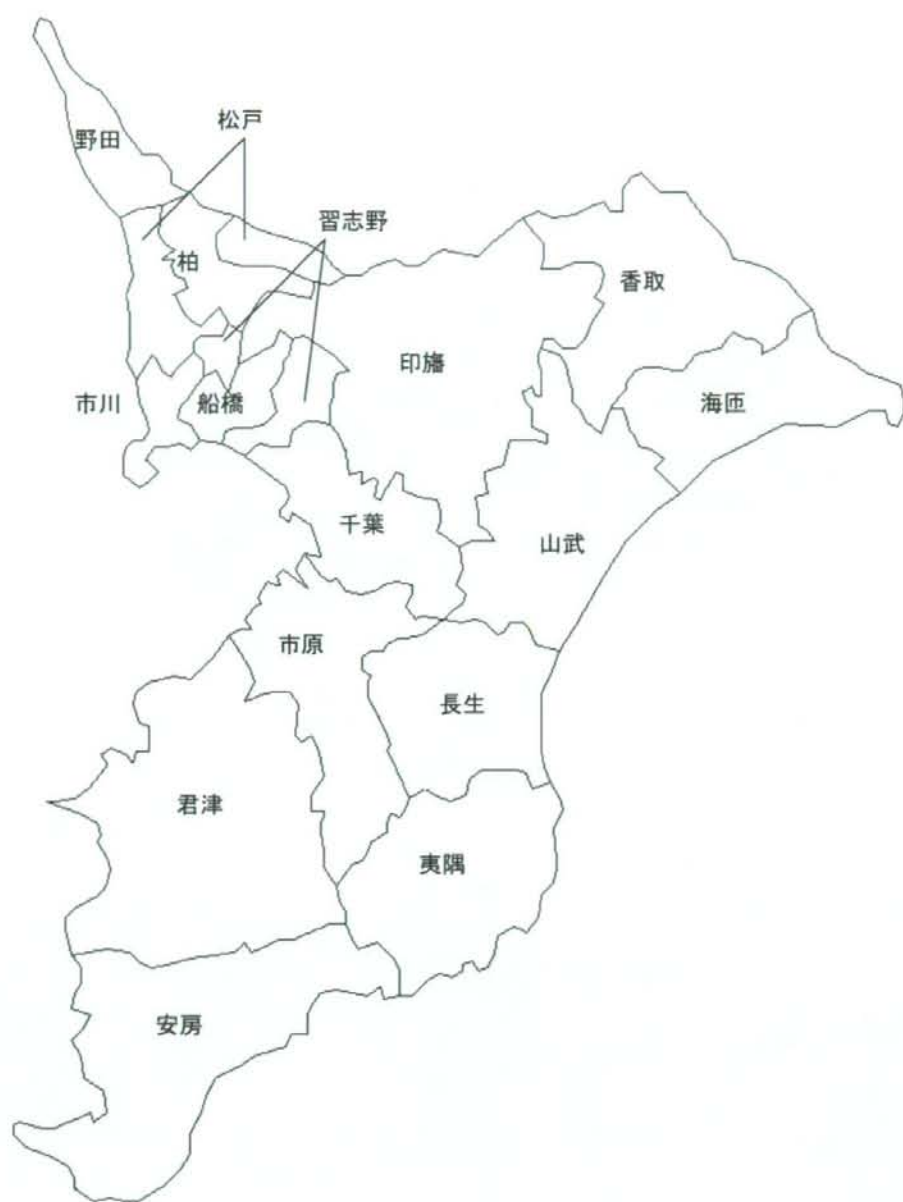 松戸
野田
習志野
柏
香取
印旛
市川
船橋
海匝
千葉
山武
市原
長生
君津
夷隅
安房